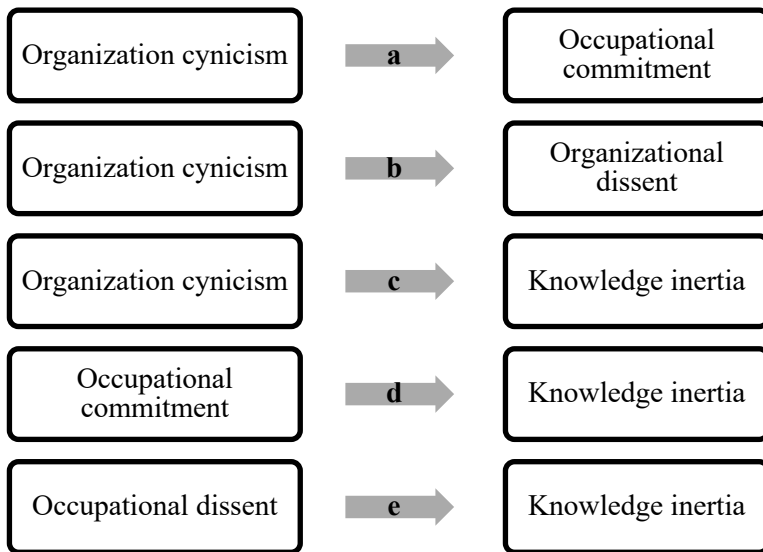 Organization cynicism
a
Occupational
commitment
Organization cynicism
b
Organizational
dissent
Organization cynicism
c
Knowledge inertia
Occupational
commitment
d
Knowledge inertia
Occupational dissent
e
Knowledge inertia